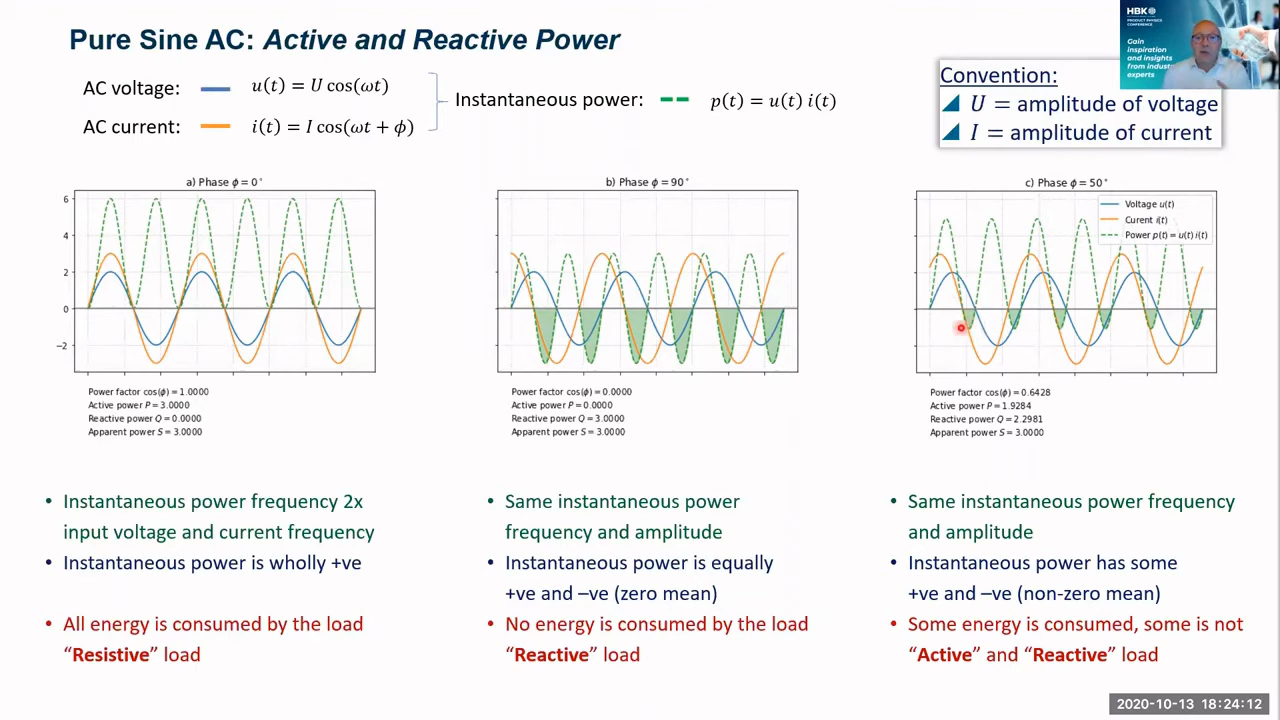 Pure Sine AC: Active and Reactive Power
AC voltage: u(t) = U cos(ωt)
AC current: i(t) = I cos(ωt + ϕ)
Instantaneous power: p(t) = u(t) i(t)
Convention:
U = amplitude of voltage
I = amplitude of current
HBK
PRODUCT PHYSICS
CONFERENCE
Gain
inspiration
and insights
from industry
experts
a) Phase ϕ = 0°
6
4
2
0
−2
Power factor cos(ϕ) = 1.0000
Active power P = 3.0000
Reactive power Q = 0.0000
Apparent power S = 3.0000
b) Phase ϕ = 90°
Power factor cos(ϕ) = 0.0000
Active power P = 0.0000
Reactive power Q = 3.0000
Apparent power S = 3.0000
c) Phase ϕ = 50°
Voltage u(t)
Curent i(t)
Power p(t) = u(t) i(t)
Power factor cos(ϕ) = 0.6428
Active power P = 1.9284
Reactive power Q = 2.2981
Apparent power S = 3.0000
• Instantaneous power frequency 2x
input voltage and current frequency
• Instantaneous power is wholly +ve
• All energy is consumed by the load
“Resistive” load
• Same instantaneous power
frequency and amplitude
• Instantaneous power is equally
+ve and –ve (zero mean)
• No energy is consumed by the load
“Reactive” load
• Same instantaneous power frequency
and amplitude
• Instantaneous power has some
+ve and –ve (non-zero mean)
• Some energy is consumed, some is not
“Active” and “Reactive” load
2020-10-13 18:24:12